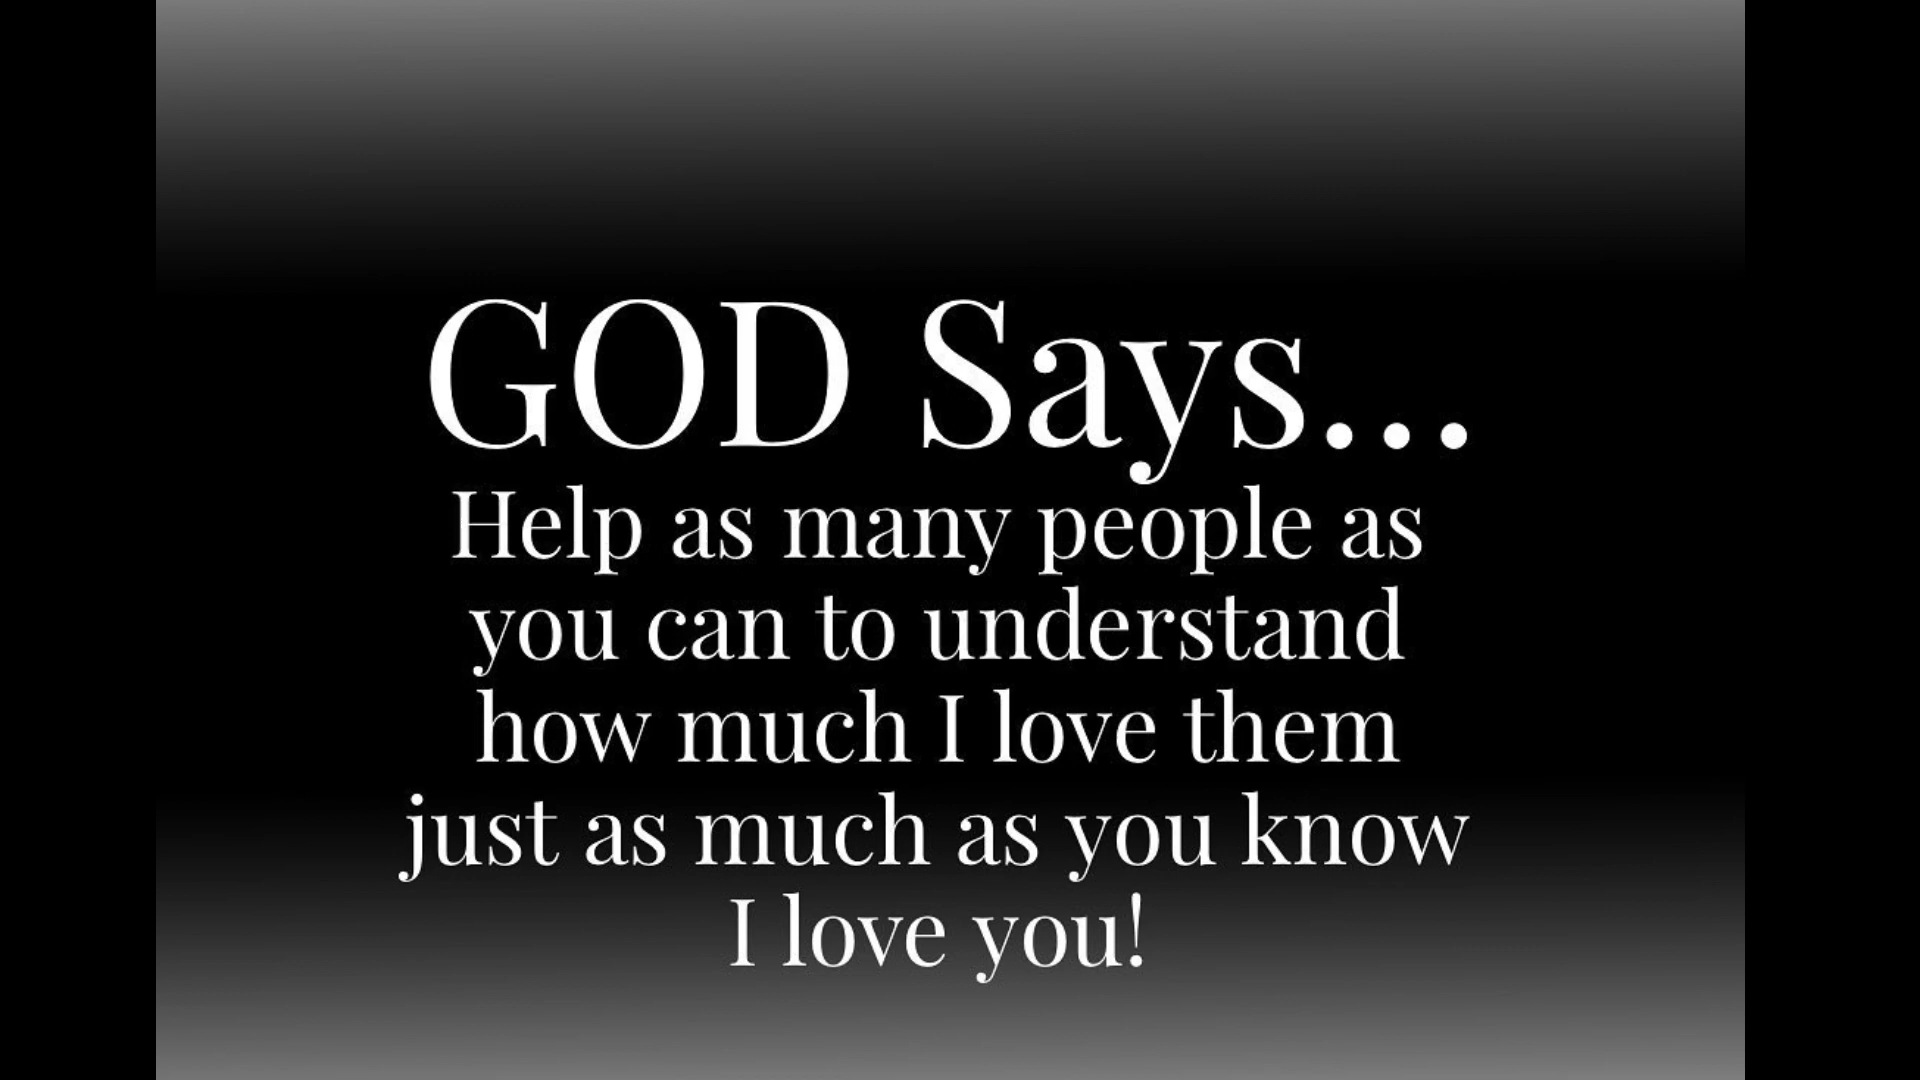 GOD Says...
Help as many people as
you can to understand
how much I love them
just as much as you know
I love you!